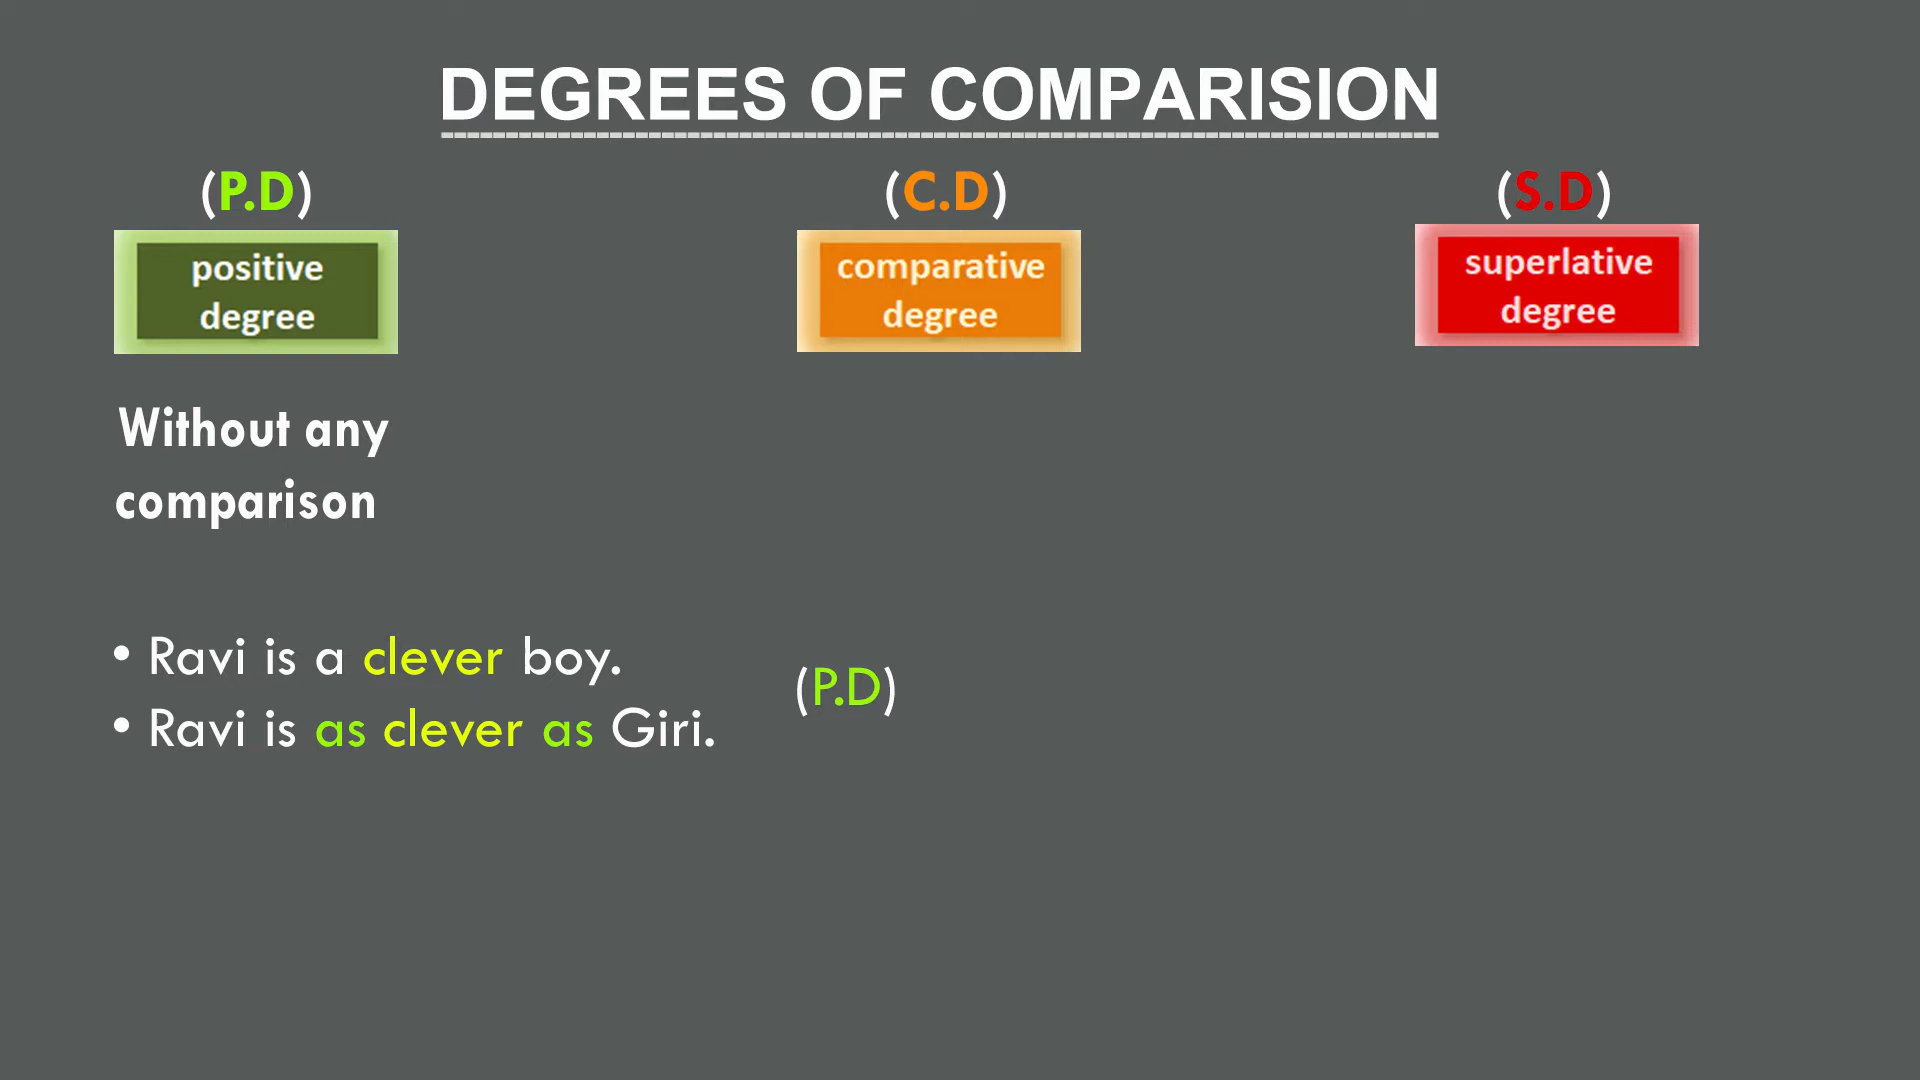 DEGREES OF COMPARISION
(P.D)
(C.D)
(S.D)
positive
degree
comparative
degree
superlative
degree
Without any
comparison
• Ravi is a clever boy.
(P.D)
• Ravi is as clever as Giri.